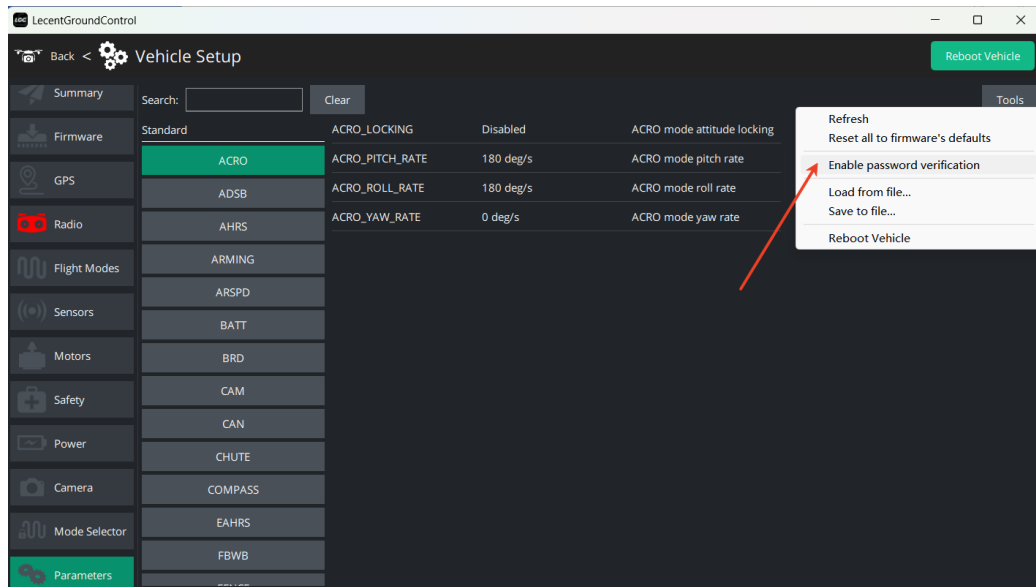 LGC LecentGroundControl
Back < Vehicle Setup
Reboot Vehicle
Summary
Firmware
GPS
Radio
Flight Modes
Sensors
Motors
Safety
Power
Camera
Mode Selector
Parameters
Search:
Clear
Tools
Standard
ACRO
ADSB
AHRS
ARMING
ARSPD
BATT
BRD
CAM
CAN
CHUTE
COMPASS
EAHRS
FBWB
ACRO_LOCKING Disabled ACRO mode attitude locking
ACRO_PITCH_RATE 180 deg/s ACRO mode pitch rate
ACRO_ROLL_RATE 180 deg/s ACRO mode roll rate
ACRO_YAW_RATE 0 deg/s ACRO mode yaw rate
Refresh
Reset all to firmware's defaults
Enable password verification
Load from file...
Save to file...
Reboot Vehicle